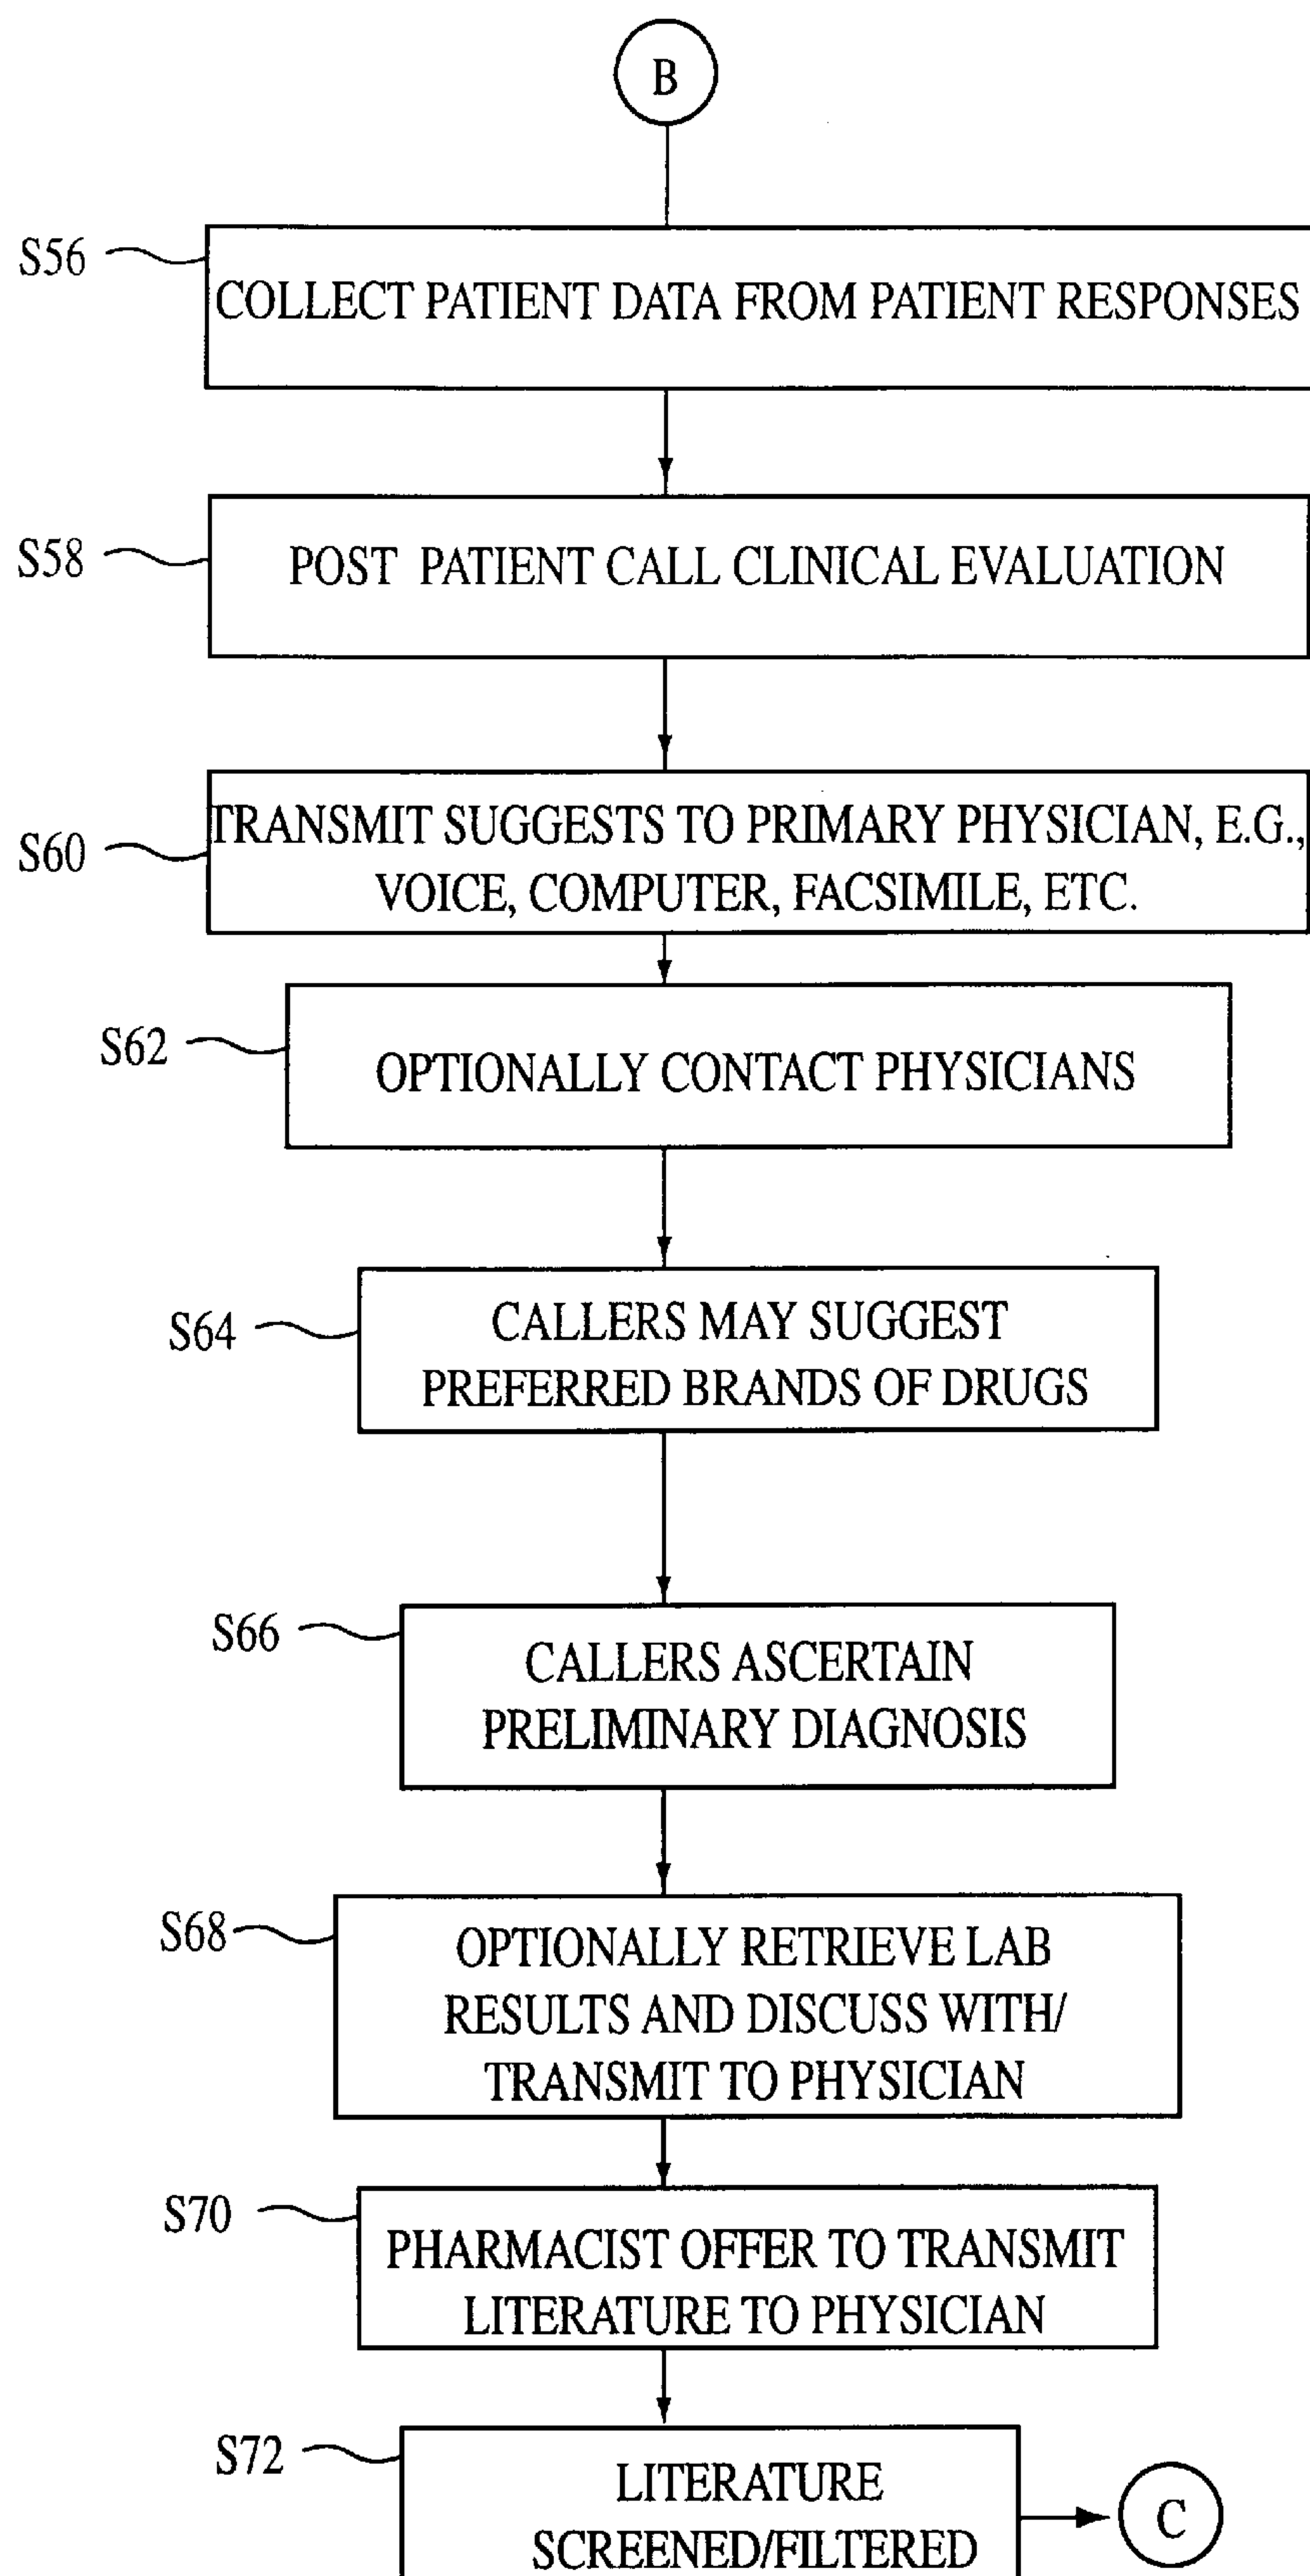 B
S56
COLLECT PATIENT DATA FROM PATIENT RESPONSES
S58
POST PATIENT CALL CLINICAL EVALUATION
S60
TRANSMIT SUGGESTS TO PRIMARY PHYSICIAN, E.G.,
VOICE, COMPUTER, FACSIMILE, ETC.
S62
OPTIONALLY CONTACT PHYSICIANS
S64
CALLERS MAY SUGGEST
PREFERRED BRANDS OF DRUGS
S66
CALLERS ASCERTAIN
PRELIMINARY DIAGNOSIS
S68
OPTIONALLY RETRIEVE LAB
RESULTS AND DISCUSS WITH/
TRANSMIT TO PHYSICIAN
S70
PHARMACIST OFFER TO TRANSMIT
LITERATURE TO PHYSICIAN
S72
LITERATURE
SCREENED/FILTERED
C